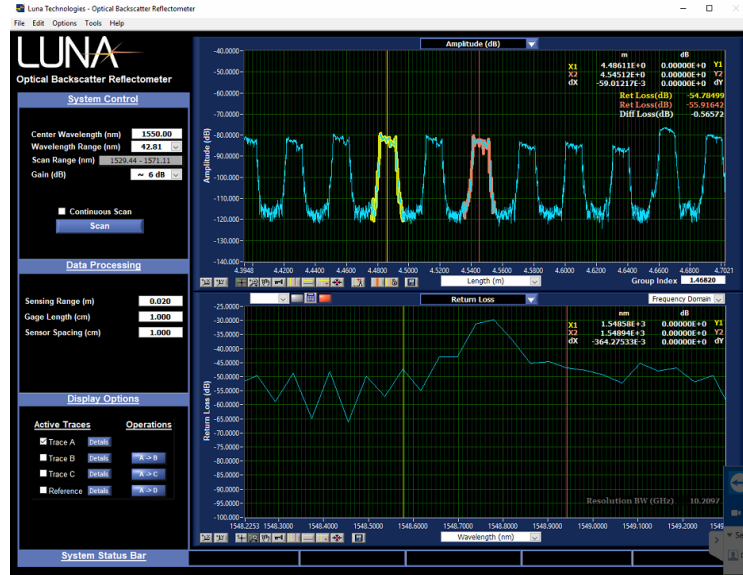 Luna Technologies - Optical Backscatter Reflectometer
File Edit Options Tools Help
LUNA
Optical Backscatter Reflectometer
System Control
Center Wavelength (nm) 1550.00
Wavelength Range (nm) 42.81
Scan Range (nm) 1529.44 - 1571.11
Gain (dB) ~ 6 dB
Continuous Scan
Scan
Data Processing
Sensing Range (m) 0.020
Gage Length (cm) 1.000
Sensor Spacing (cm) 1.000
Display Options
Active Traces Operations
Trace A Details
Trace B Details A -> B
Trace C Details A -> C
Reference Details A -> D
System Status Bar
Amplitude (dB)
m dB
X1 4.48611E+0 0.00000E+0 Y1
X2 4.54512E+0 0.00000E+0 Y2
dX -59.01217E-3 0.00000E+0 dY
Ret Loss(dB) -54.78499
Ret Loss(dB) -55.91642
Diff Loss(dB) -0.56572
Amplitude (dB)
-40.0000
-50.0000
-60.0000
-70.0000
-80.0000
-90.0000
-100.0000
-110.0000
-120.0000
-130.0000
-140.0000
4.3948 4.4200 4.4400 4.4600 4.4800 4.5000 4.5200 4.5400 4.5600 4.5800 4.6000 4.6200 4.6400 4.6600 4.6800 4.7021
Length (m)
Group Index 1.46820
Return Loss
Frequency Domain
nm dB
X1 1.54858E+3 0.00000E+0 Y1
X2 1.54894E+3 0.00000E+0 Y2
dX -364.27533E-3 0.00000E+0 dY
Return Loss (dB)
-25.0000
-30.0000
-35.0000
-40.0000
-45.0000
-50.0000
-55.0000
-60.0000
-65.0000
-70.0000
-75.0000
-80.0000
-85.0000
-90.0000
-95.0000
-100.000
Resolution BW (GHz) 10.2097
1548.2253 1548.3000 1548.4000 1548.5000 1548.6000 1548.7000 1548.8000 1548.9000 1549.0000 1549.1000 1549.2000
Wavelength (nm)